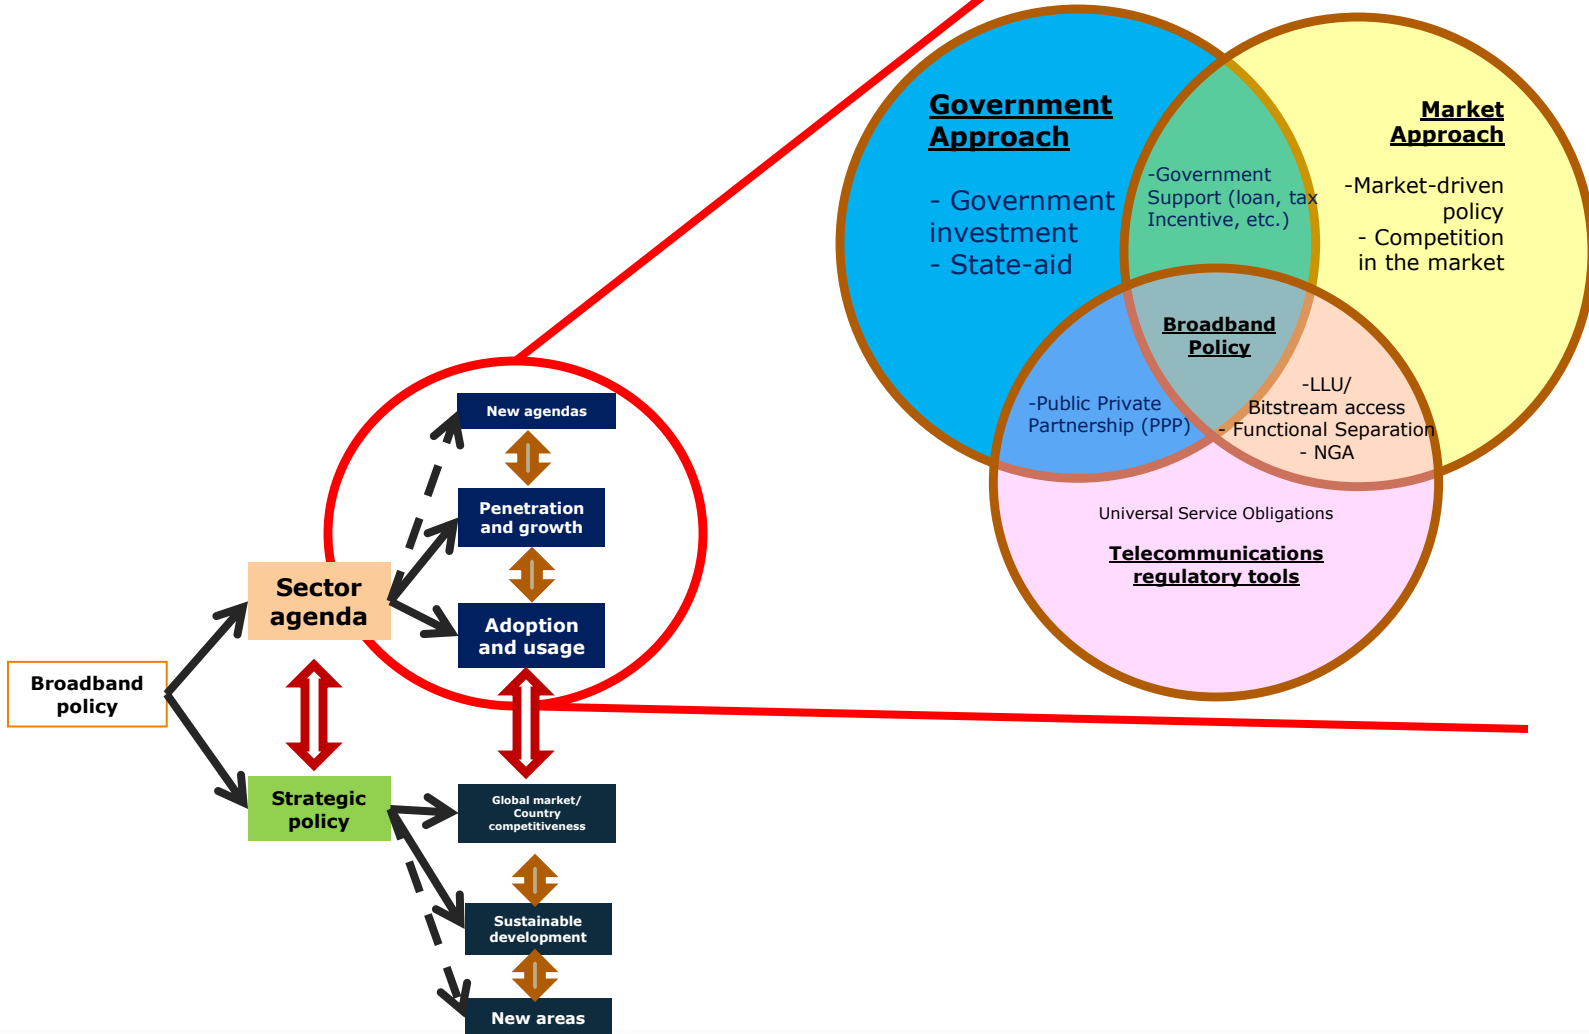 Government
Approach
- Government
investment
- State-aid
-Government
Support (loan, tax
Incentive, etc.)
Market
Approach
-Market-driven
policy
- Competition
in the market
Broadband
Policy
-Public Private
Partnership (PPP)
-LLU/
Bitstream access
- Functional Separation
- NGA
Universal Service Obligations
Telecommunications
regulatory tools
New agendas
Penetration
and growth
Adoption
and usage
Sector
agenda
Broadband
policy
Strategic
policy
Global market/
Country
competitiveness
Sustainable
development
New areas